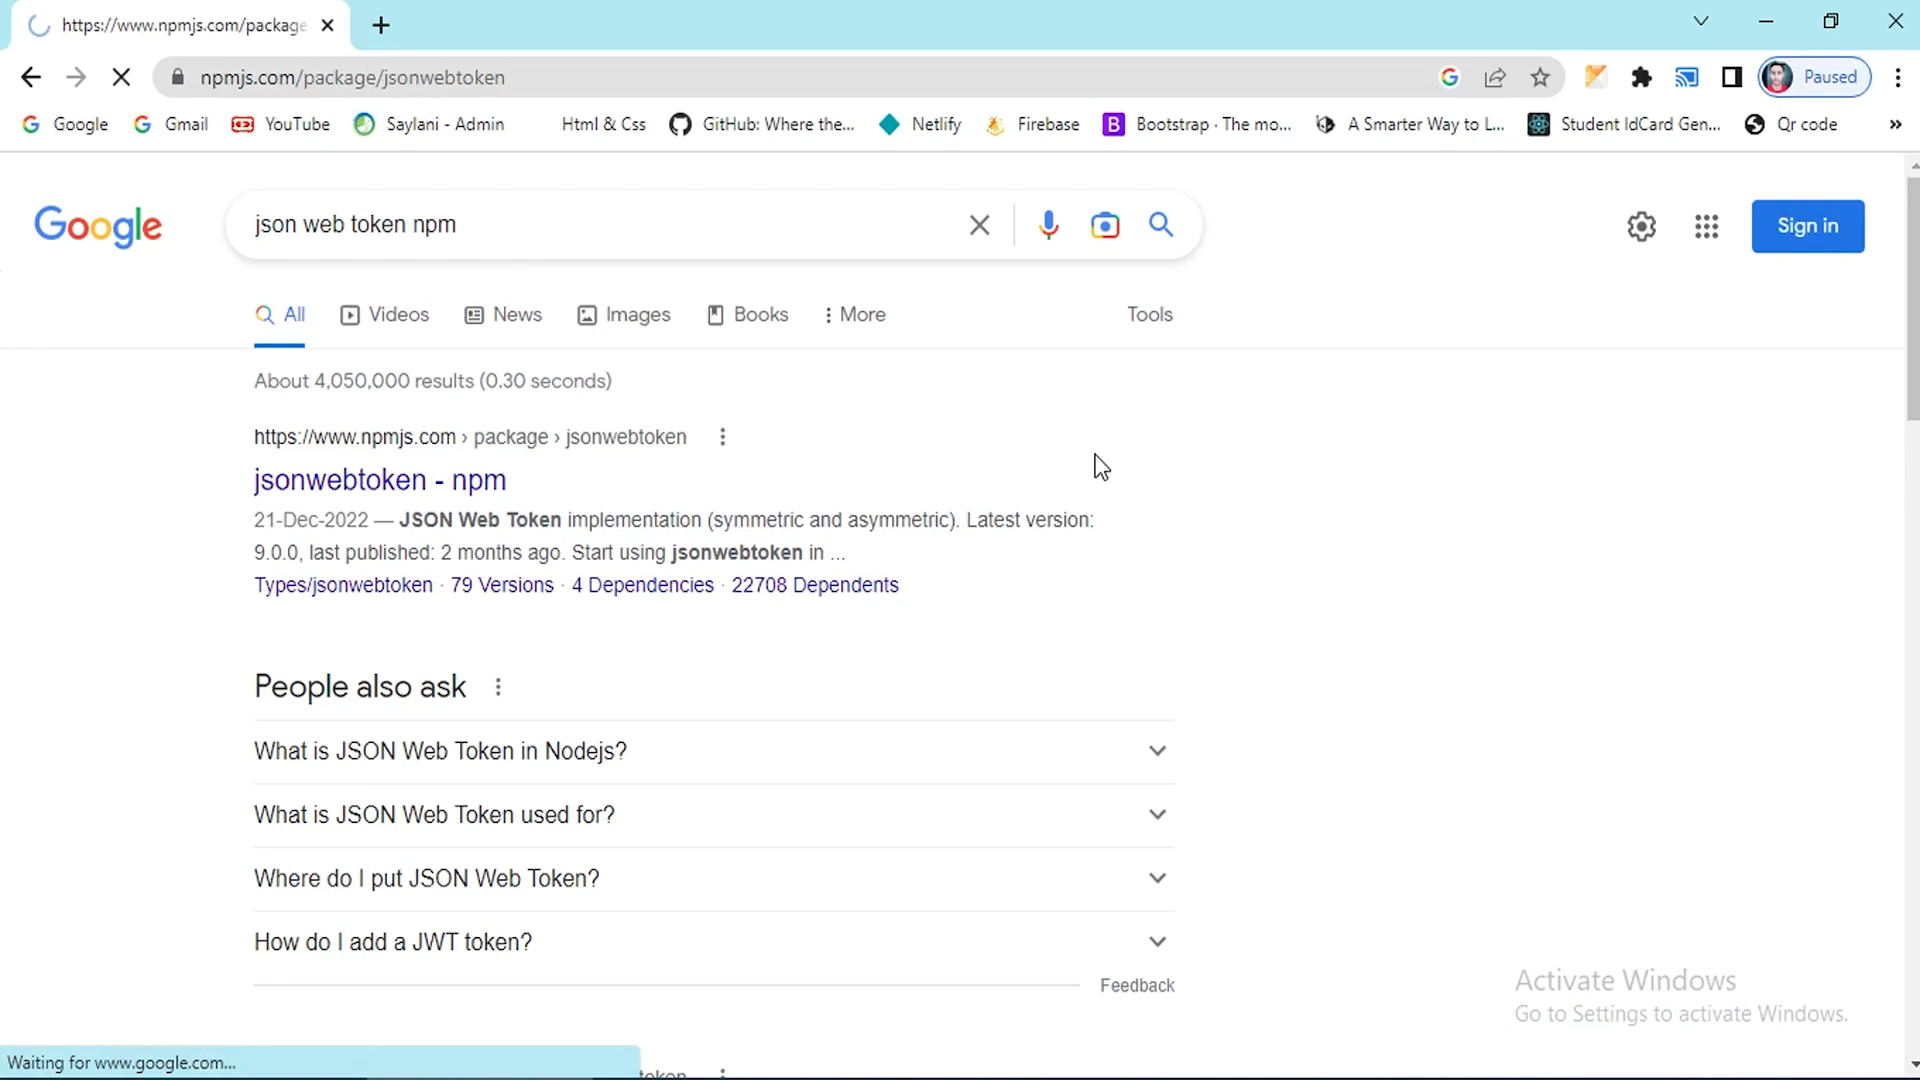 https://www.npmjs.com/package
npmjs.com/package/jsonwebtoken
Paused
Google
Gmail
YouTube
Saylani - Admin
Html & Css
GitHub: Where the...
Netlify
Firebase
Bootstrap · The mo...
A Smarter Way to L...
Student IdCard Gen...
Qr code
»
Google
json web token npm
Sign in
All
Videos
News
Images
Books
More
Tools
About 4,050,000 results (0.30 seconds)
https://www.npmjs.com › package › jsonwebtoken
jsonwebtoken - npm
21-Dec-2022 — JSON Web Token implementation (symmetric and asymmetric). Latest version:
9.0.0, last published: 2 months ago. Start using jsonwebtoken in ...
Types/jsonwebtoken · 79 Versions · 4 Dependencies · 22708 Dependents
People also ask
What is JSON Web Token in Nodejs?
What is JSON Web Token used for?
Where do I put JSON Web Token?
How do I add a JWT token?
Feedback
Activate Windows
Go to Settings to activate Windows.
Waiting for www.google.com...